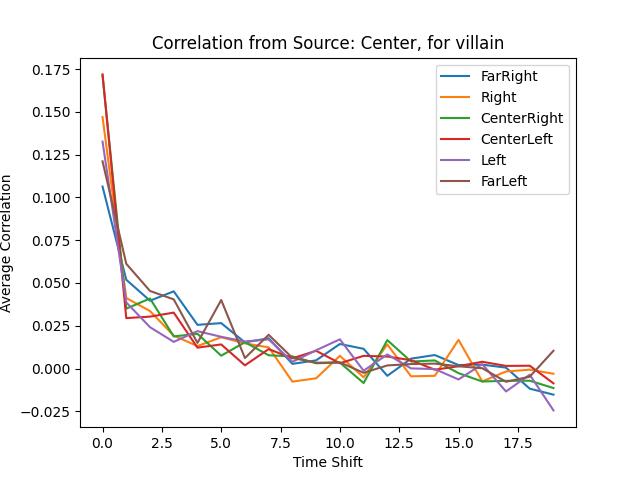 Correlation from Source: Center, for villain
Average Correlation
0.175
0.150
0.125
0.100
0.075
0.050
0.025
0.000
−0.025
FarRight
Right
CenterRight
CenterLeft
Left
FarLeft
0.0 2.5 5.0 7.5 10.0 12.5 15.0 17.5
Time Shift